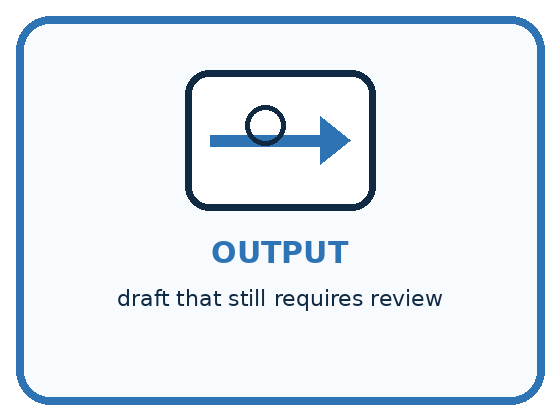 OUTPUT
draft that still requires review